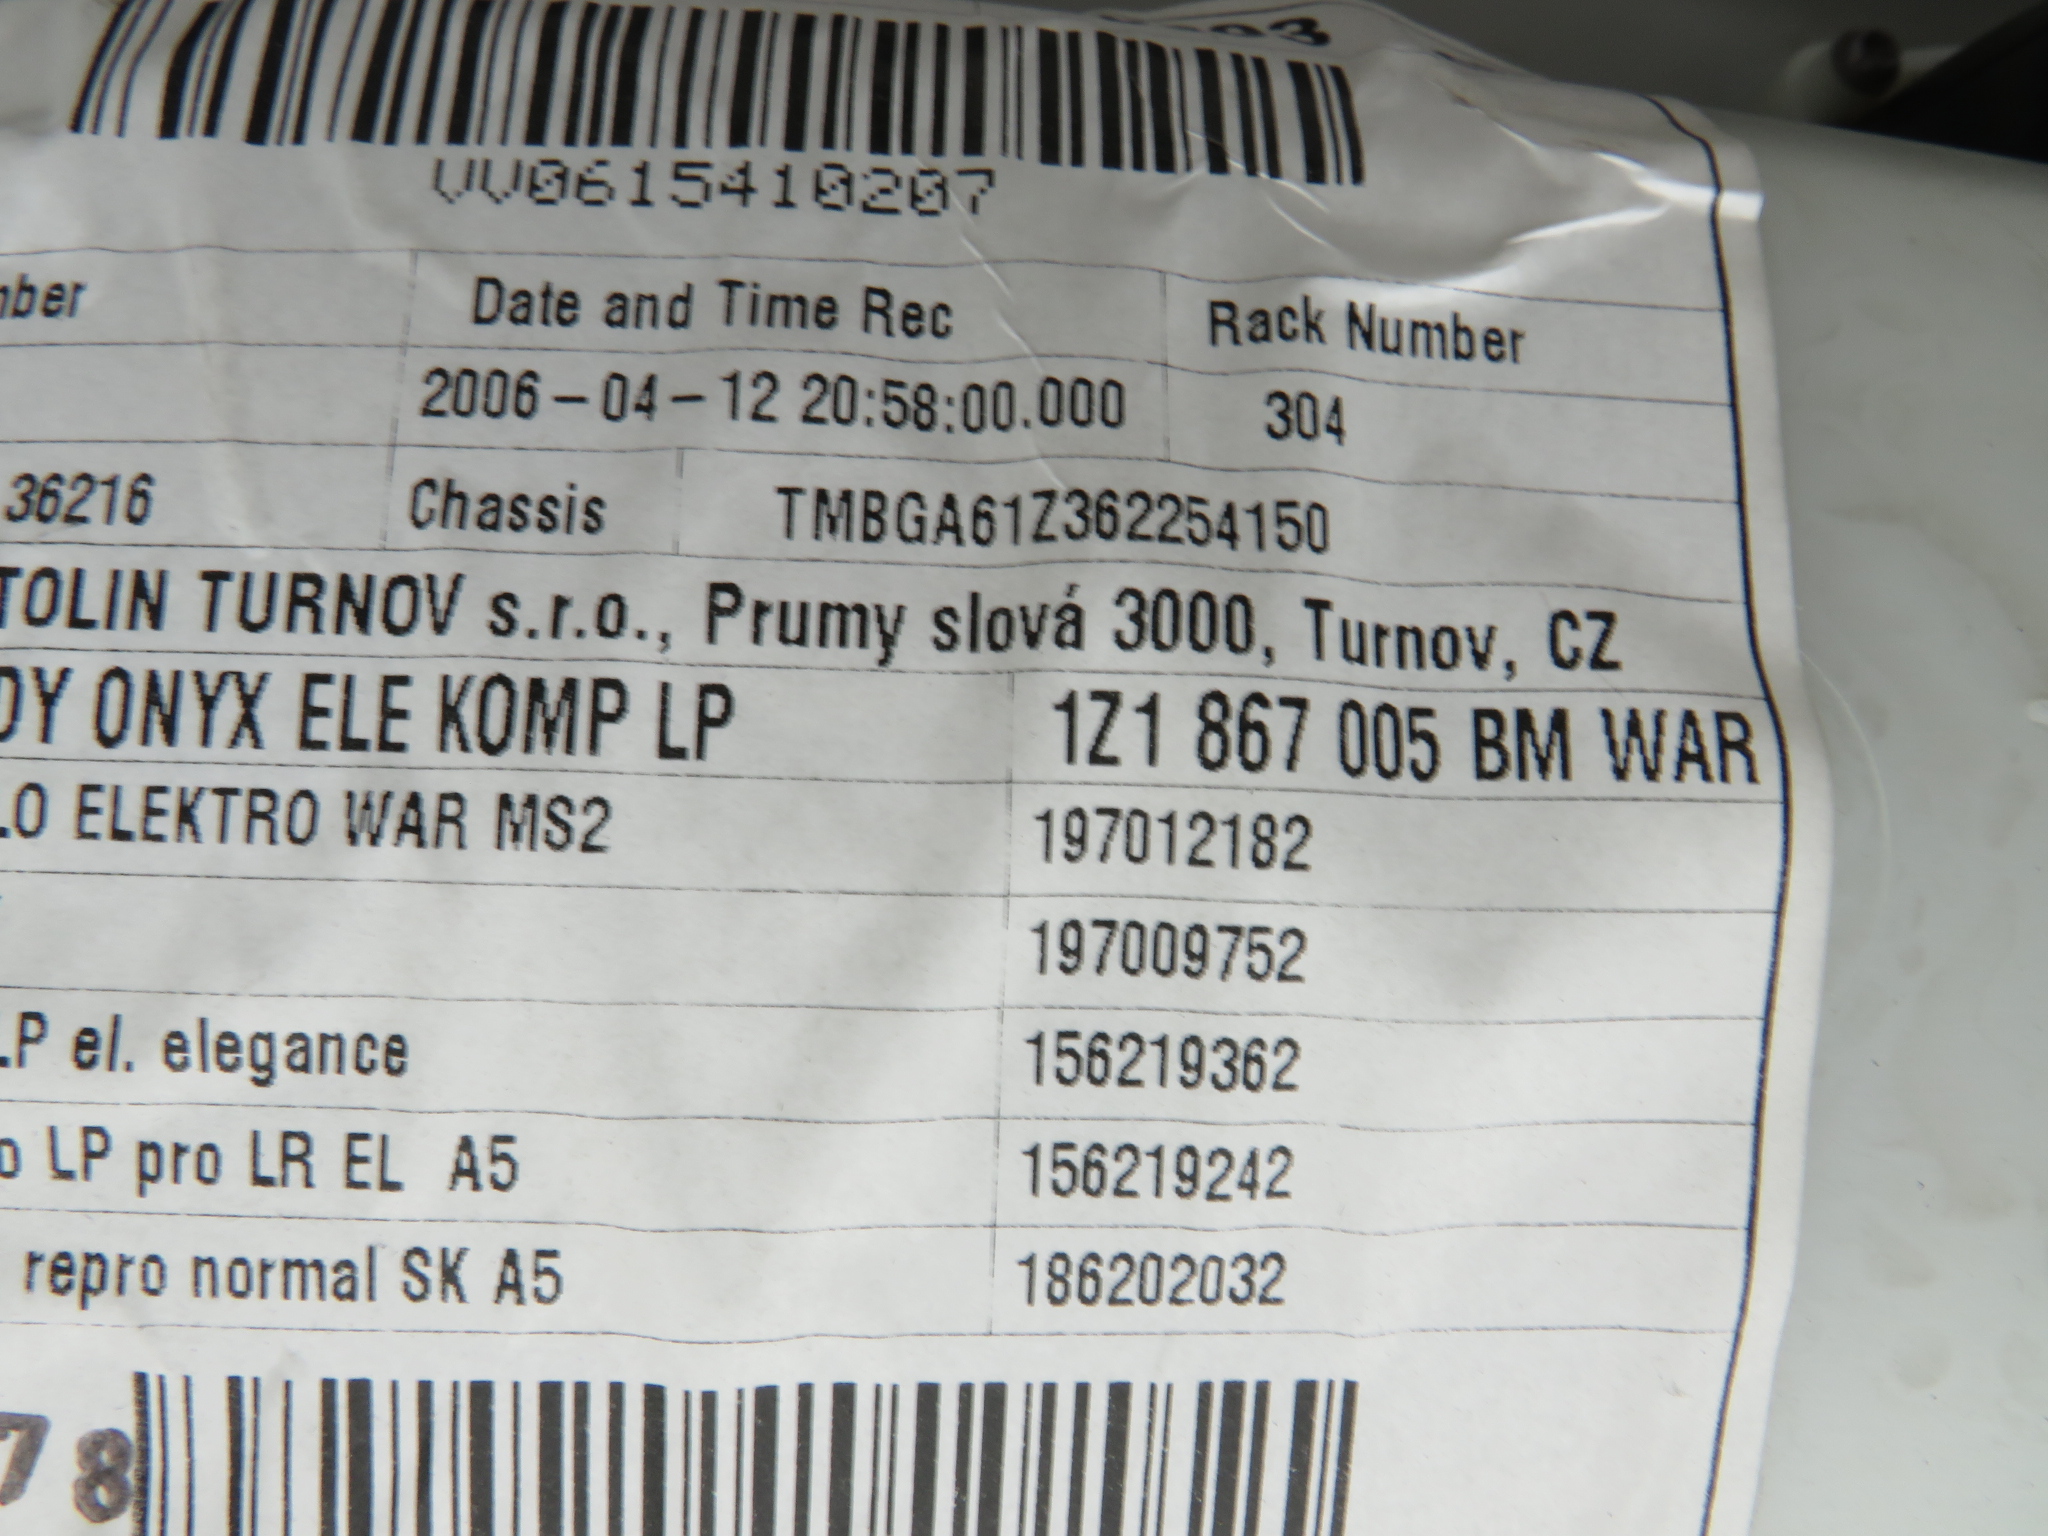 VV0615410207
Date and Time Rec Rack Number
2006-04-12 20:58:00.000 304
36216 Chassis TMBGA61Z362254150
TOLIN TURNOV s.r.o., Prumy slová 3000, Turnov, CZ
DY ONYX ELE KOMP LP 1Z1 867 005 BM WAR
LO ELEKTRO WAR MS2 197012182
197009752
LP el. elegance 156219362
o LP pro LR EL A5 156219242
repro normal SK A5 186202032
78